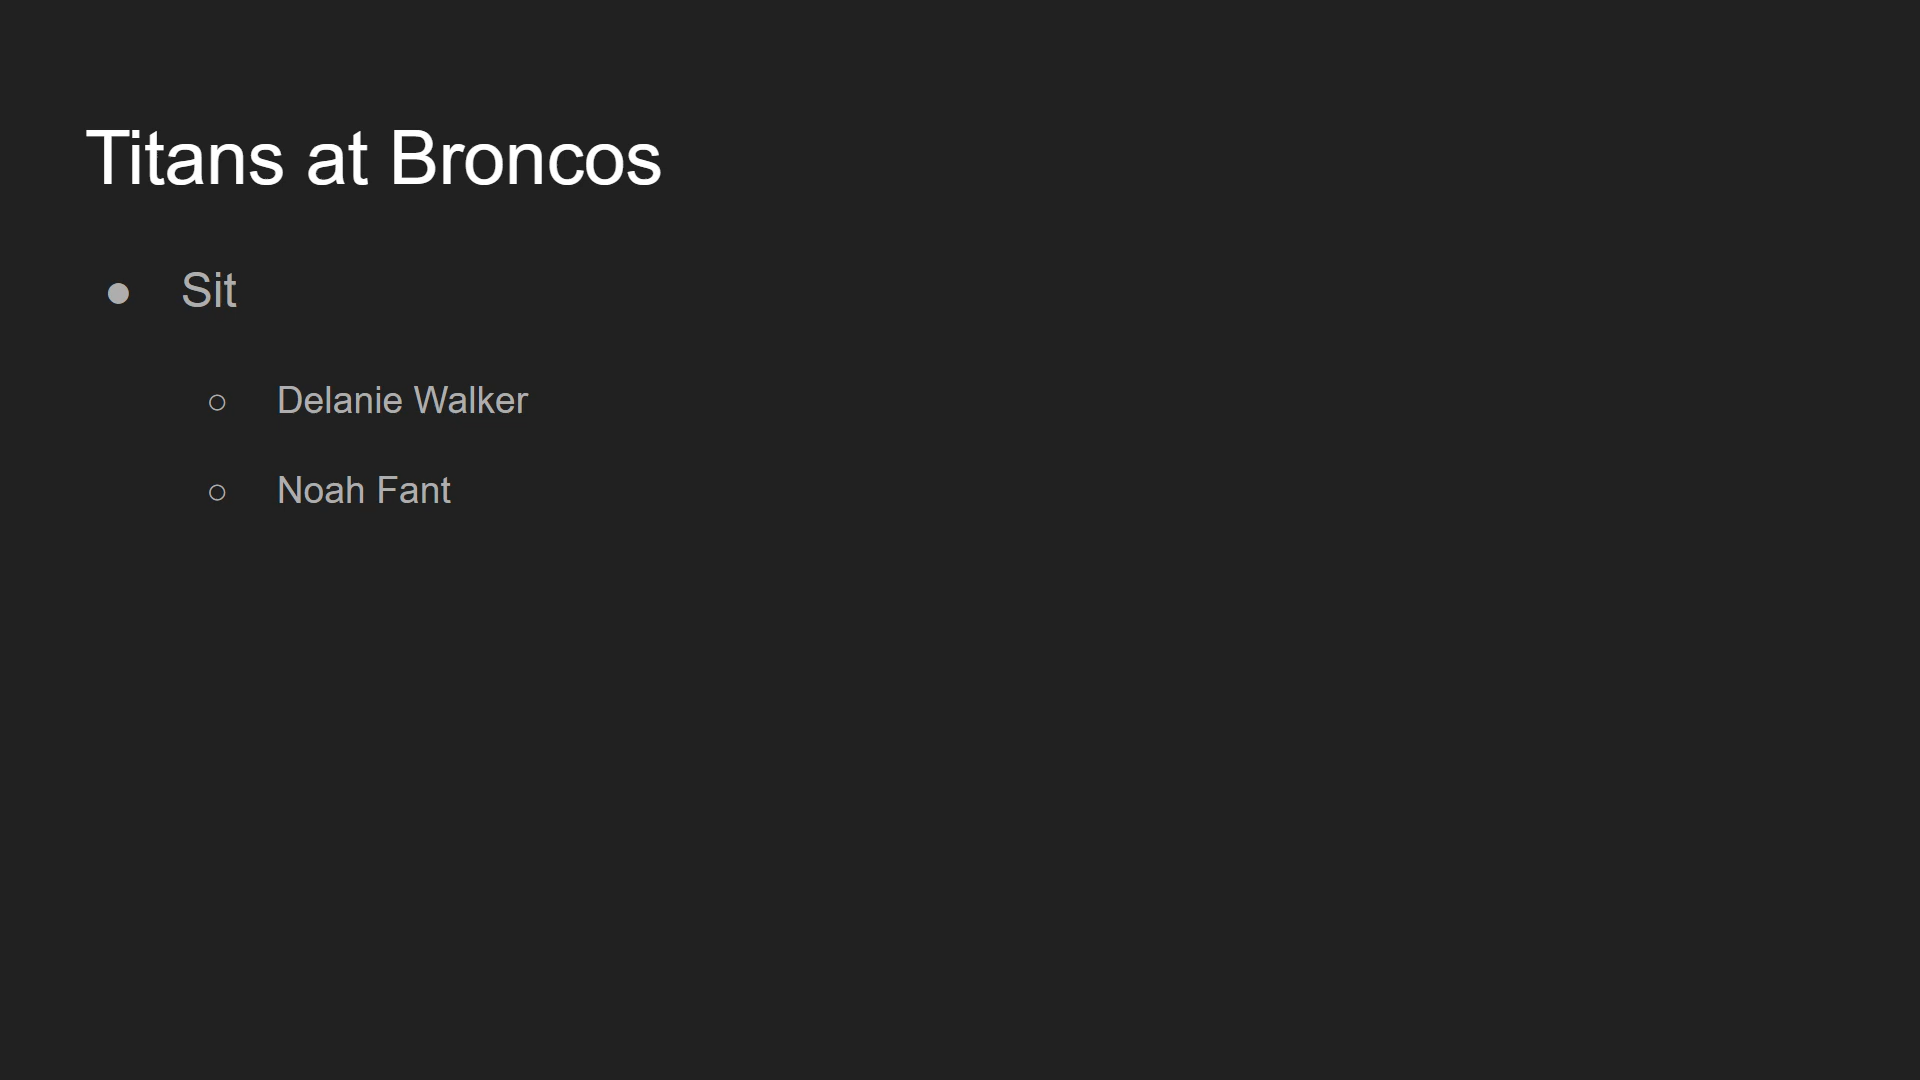 Titans at Broncos
● Sit
○ Delanie Walker
○ Noah Fant